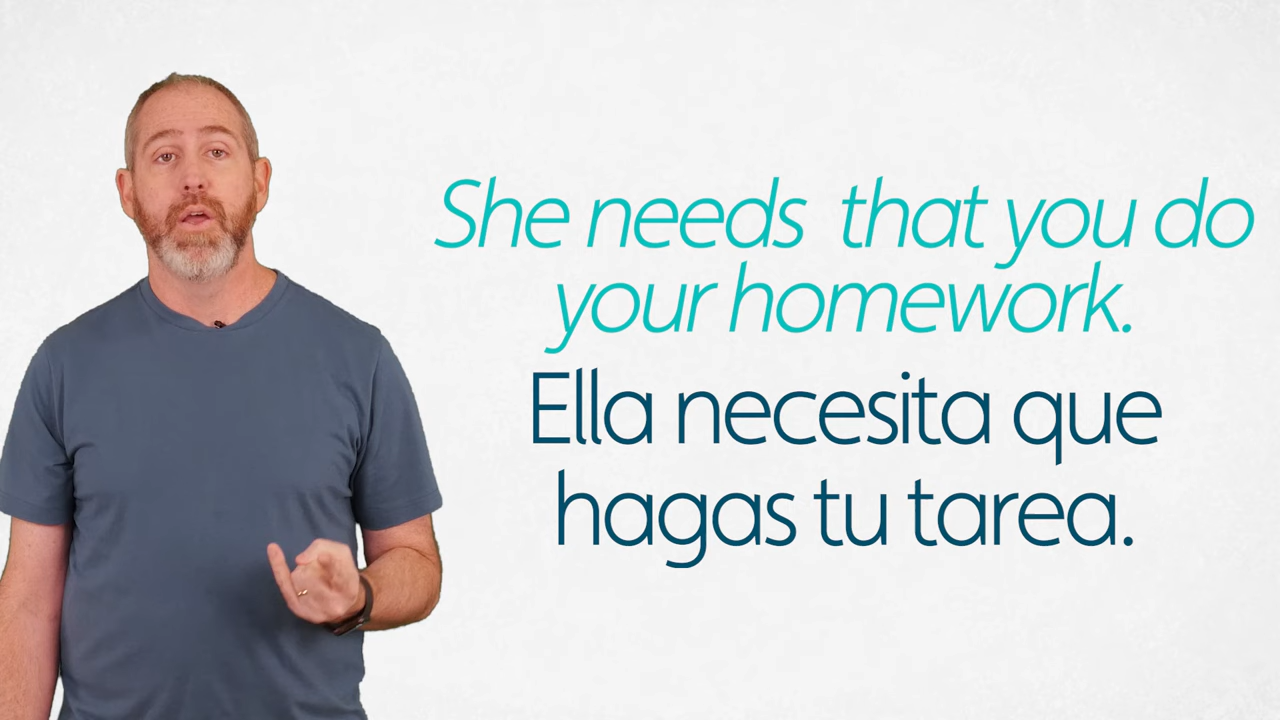 She needs that you do
your homework.
Ella necesita que
hagas tu tarea.